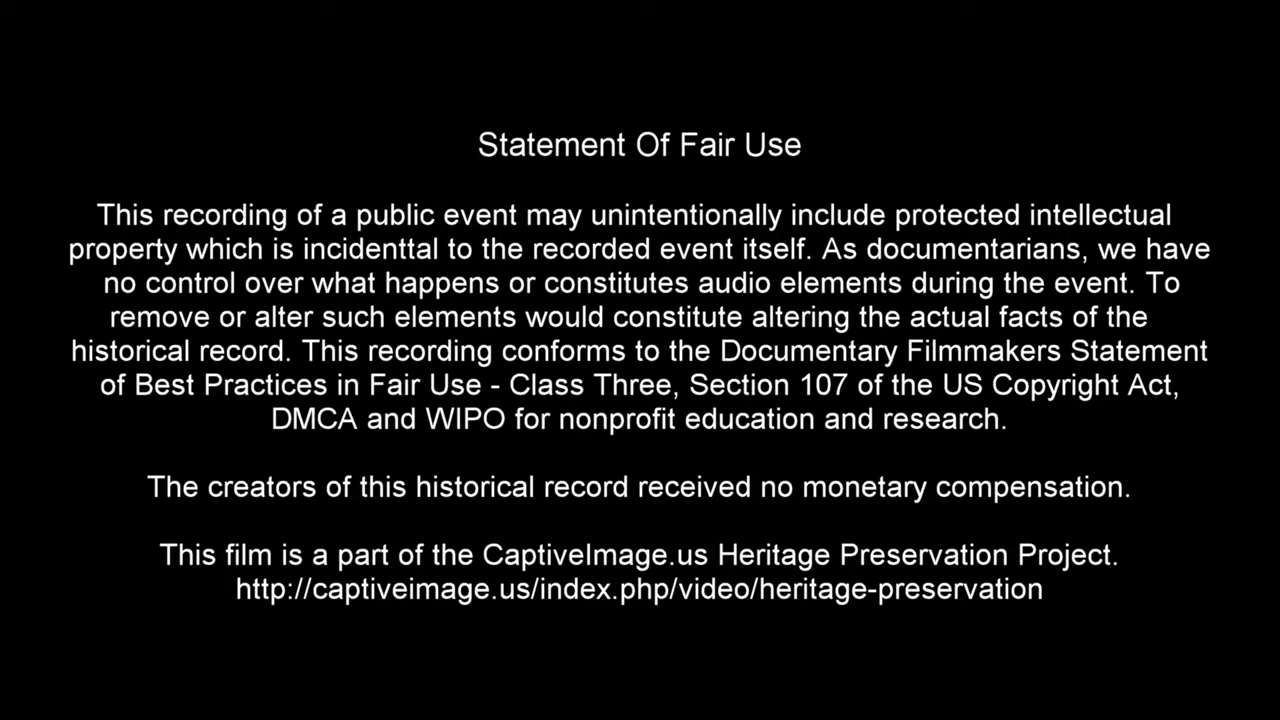 Statement Of Fair Use
This recording of a public event may unintentionally include protected intellectual
property which is incidenttal to the recorded event itself. As documentarians, we have
no control over what happens or constitutes audio elements during the event. To
remove or alter such elements would constitute altering the actual facts of the
historical record. This recording conforms to the Documentary Filmmakers Statement
of Best Practices in Fair Use - Class Three, Section 107 of the US Copyright Act,
DMCA and WIPO for nonprofit education and research.
The creators of this historical record received no monetary compensation.
This film is a part of the CaptiveImage.us Heritage Preservation Project.
http://captiveimage.us/index.php/video/heritage-preservation